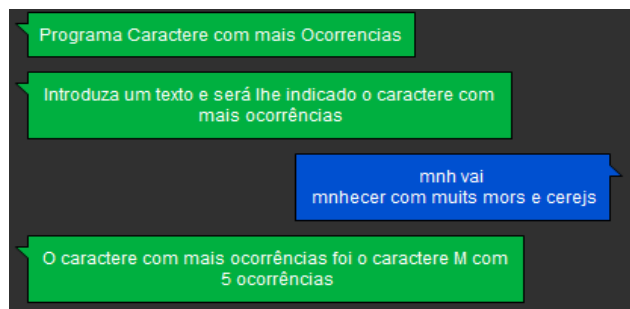 Programa Caractere com mais Ocorrencias
Introduza um texto e será lhe indicado o caractere com
mais ocorrências
mnh vai
mnhecer com muits mors e cerejs
O caractere com mais ocorrências foi o caractere M com
5 ocorrências